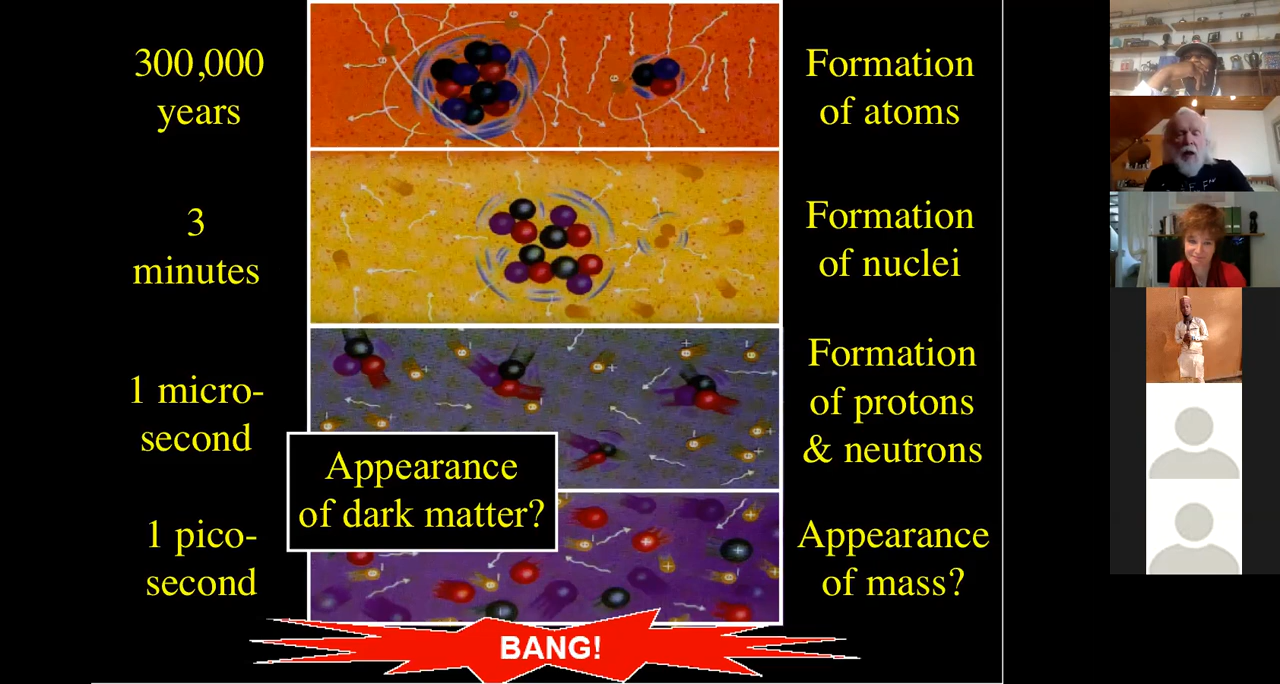 300,000
years
Formation
of atoms
3
minutes
Formation
of nuclei
1 micro-
second
Formation
of protons
& neutrons
Appearance
of dark matter?
1 pico-
second
Appearance
of mass?
BANG!